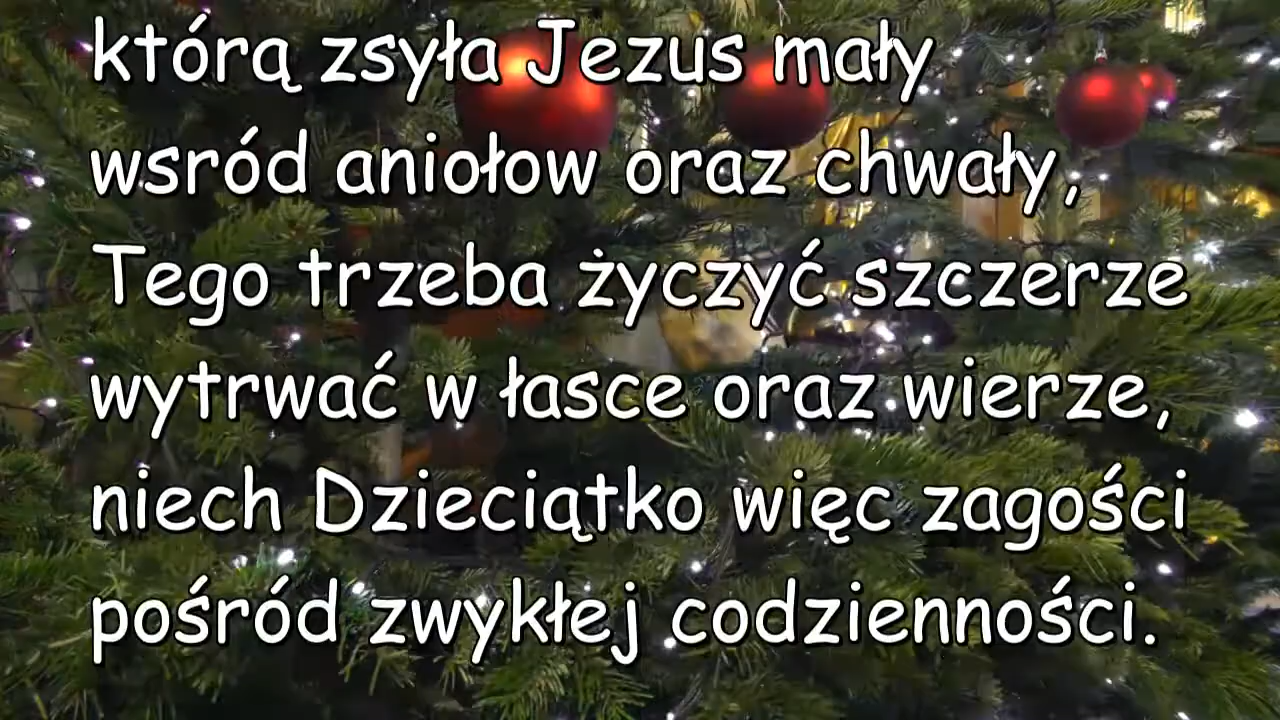 którą zsyła Jezus mały
wsród aniołow oraz chwały,
Tego trzeba życzyć szczerze
wytrwać w łasce oraz wierze,
niech Dzieciątko więc zagości
pośród zwykłej codzienności.